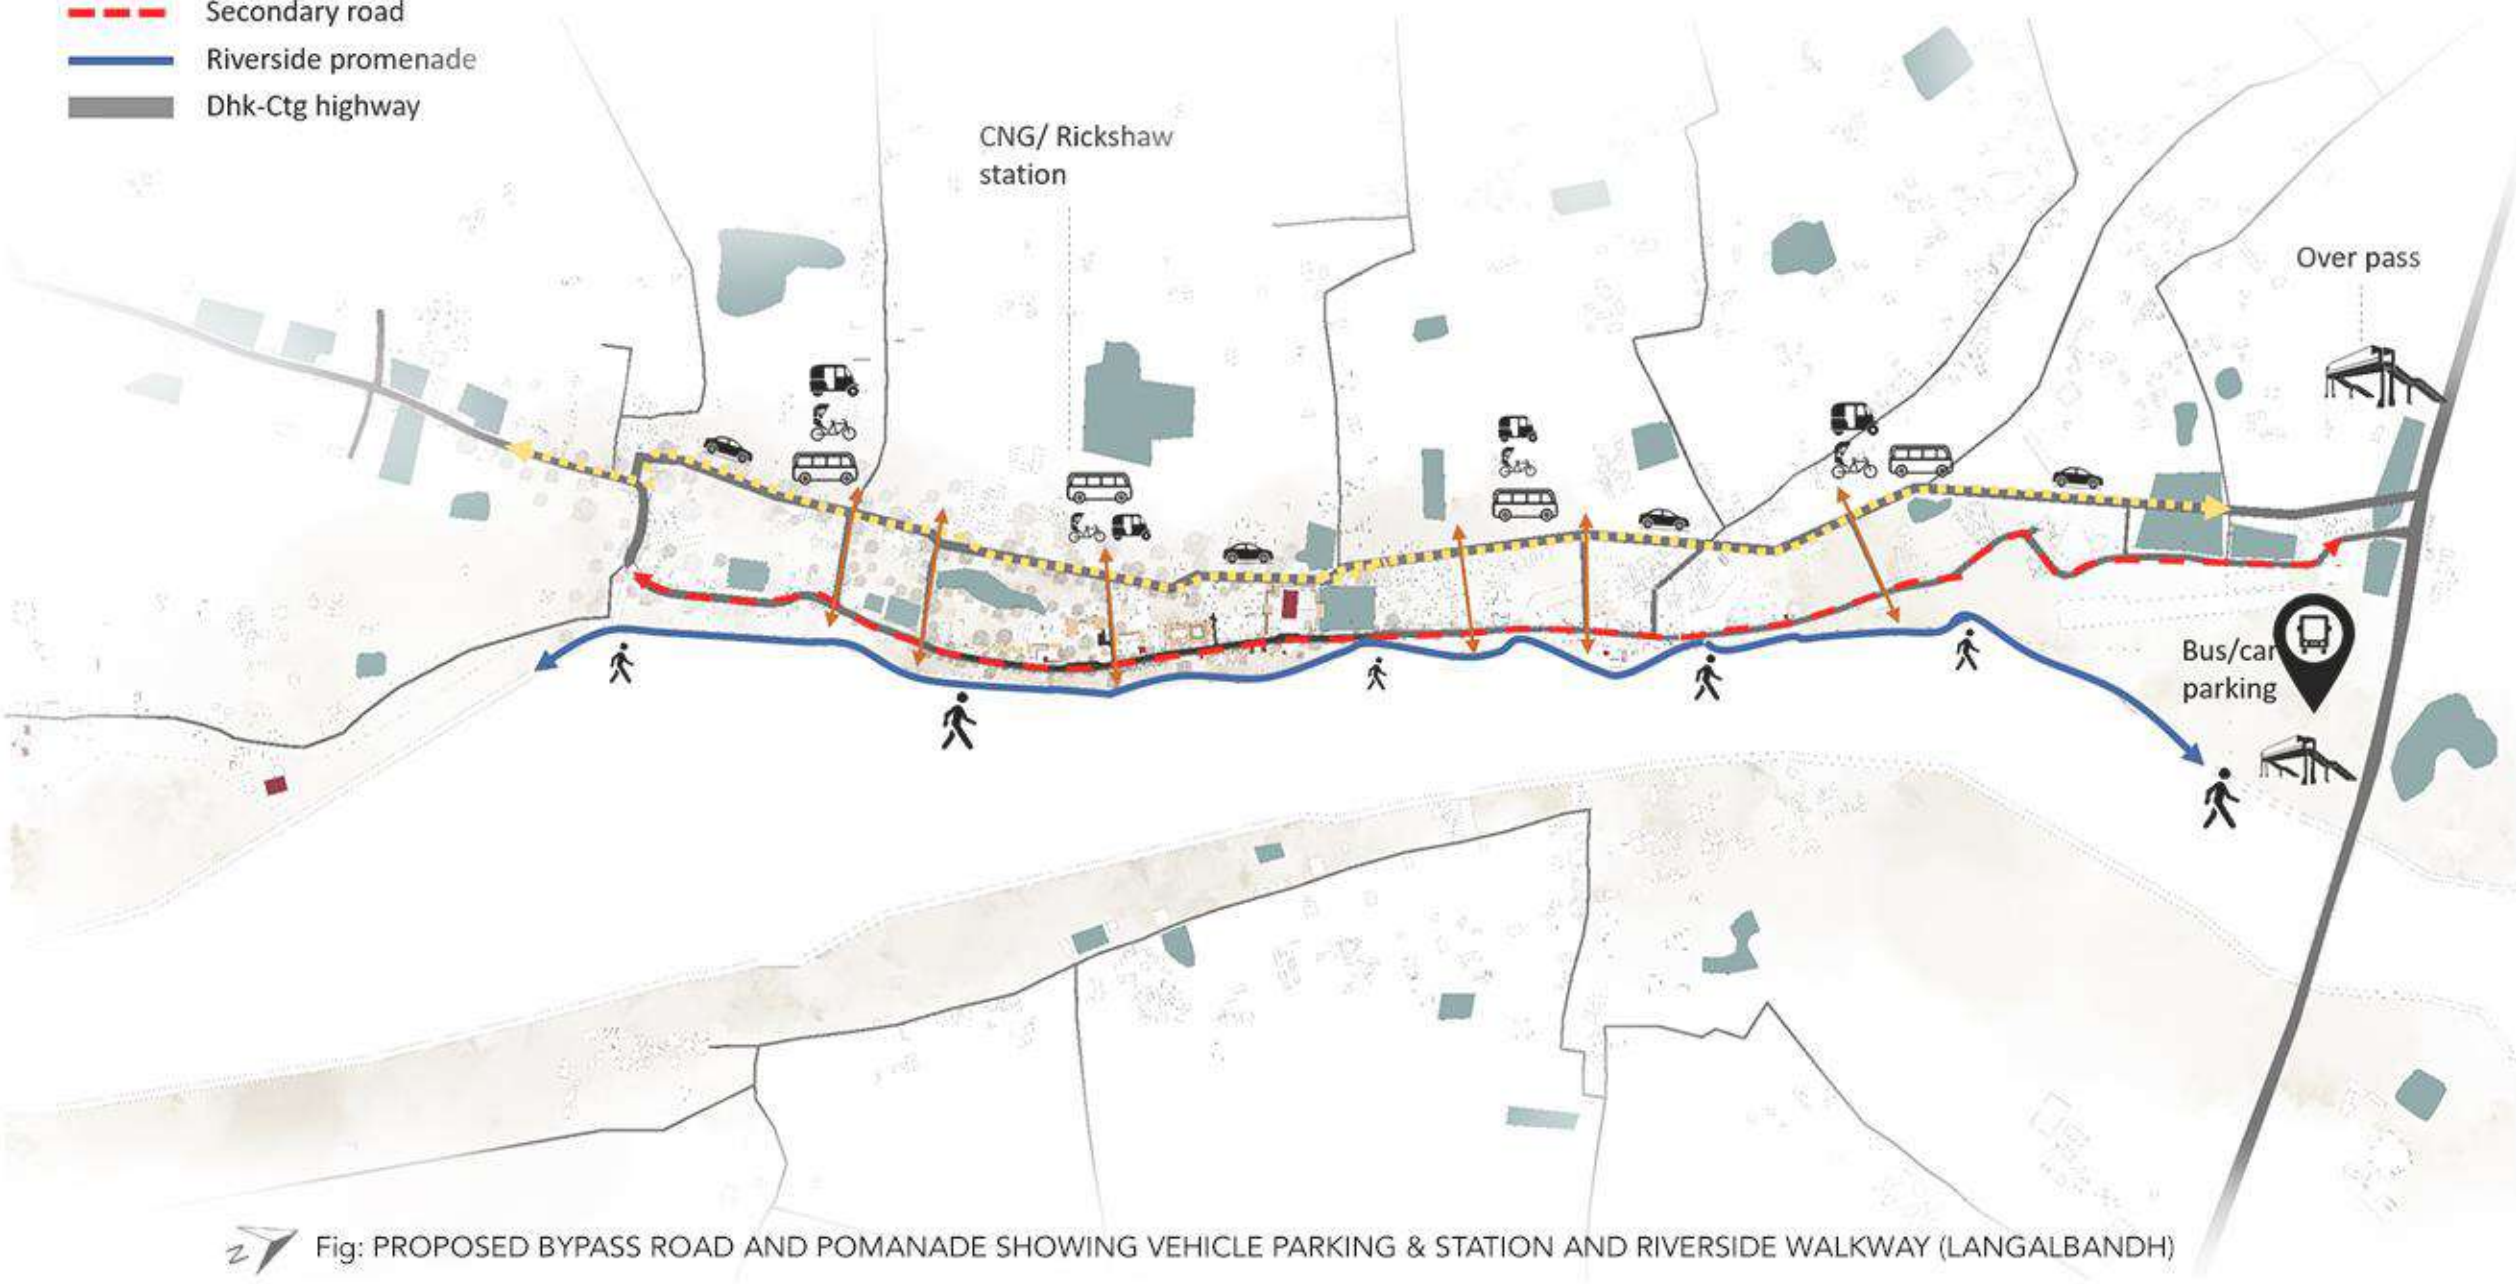 Secondary road
Riverside promenade
Dhk-Ctg highway
CNG/ Rickshaw
station
Over pass
Bus/car
parking
N
Fig: PROPOSED BYPASS ROAD AND POMANADE SHOWING VEHICLE PARKING & STATION AND RIVERSIDE WALKWAY (LANGALBANDH)